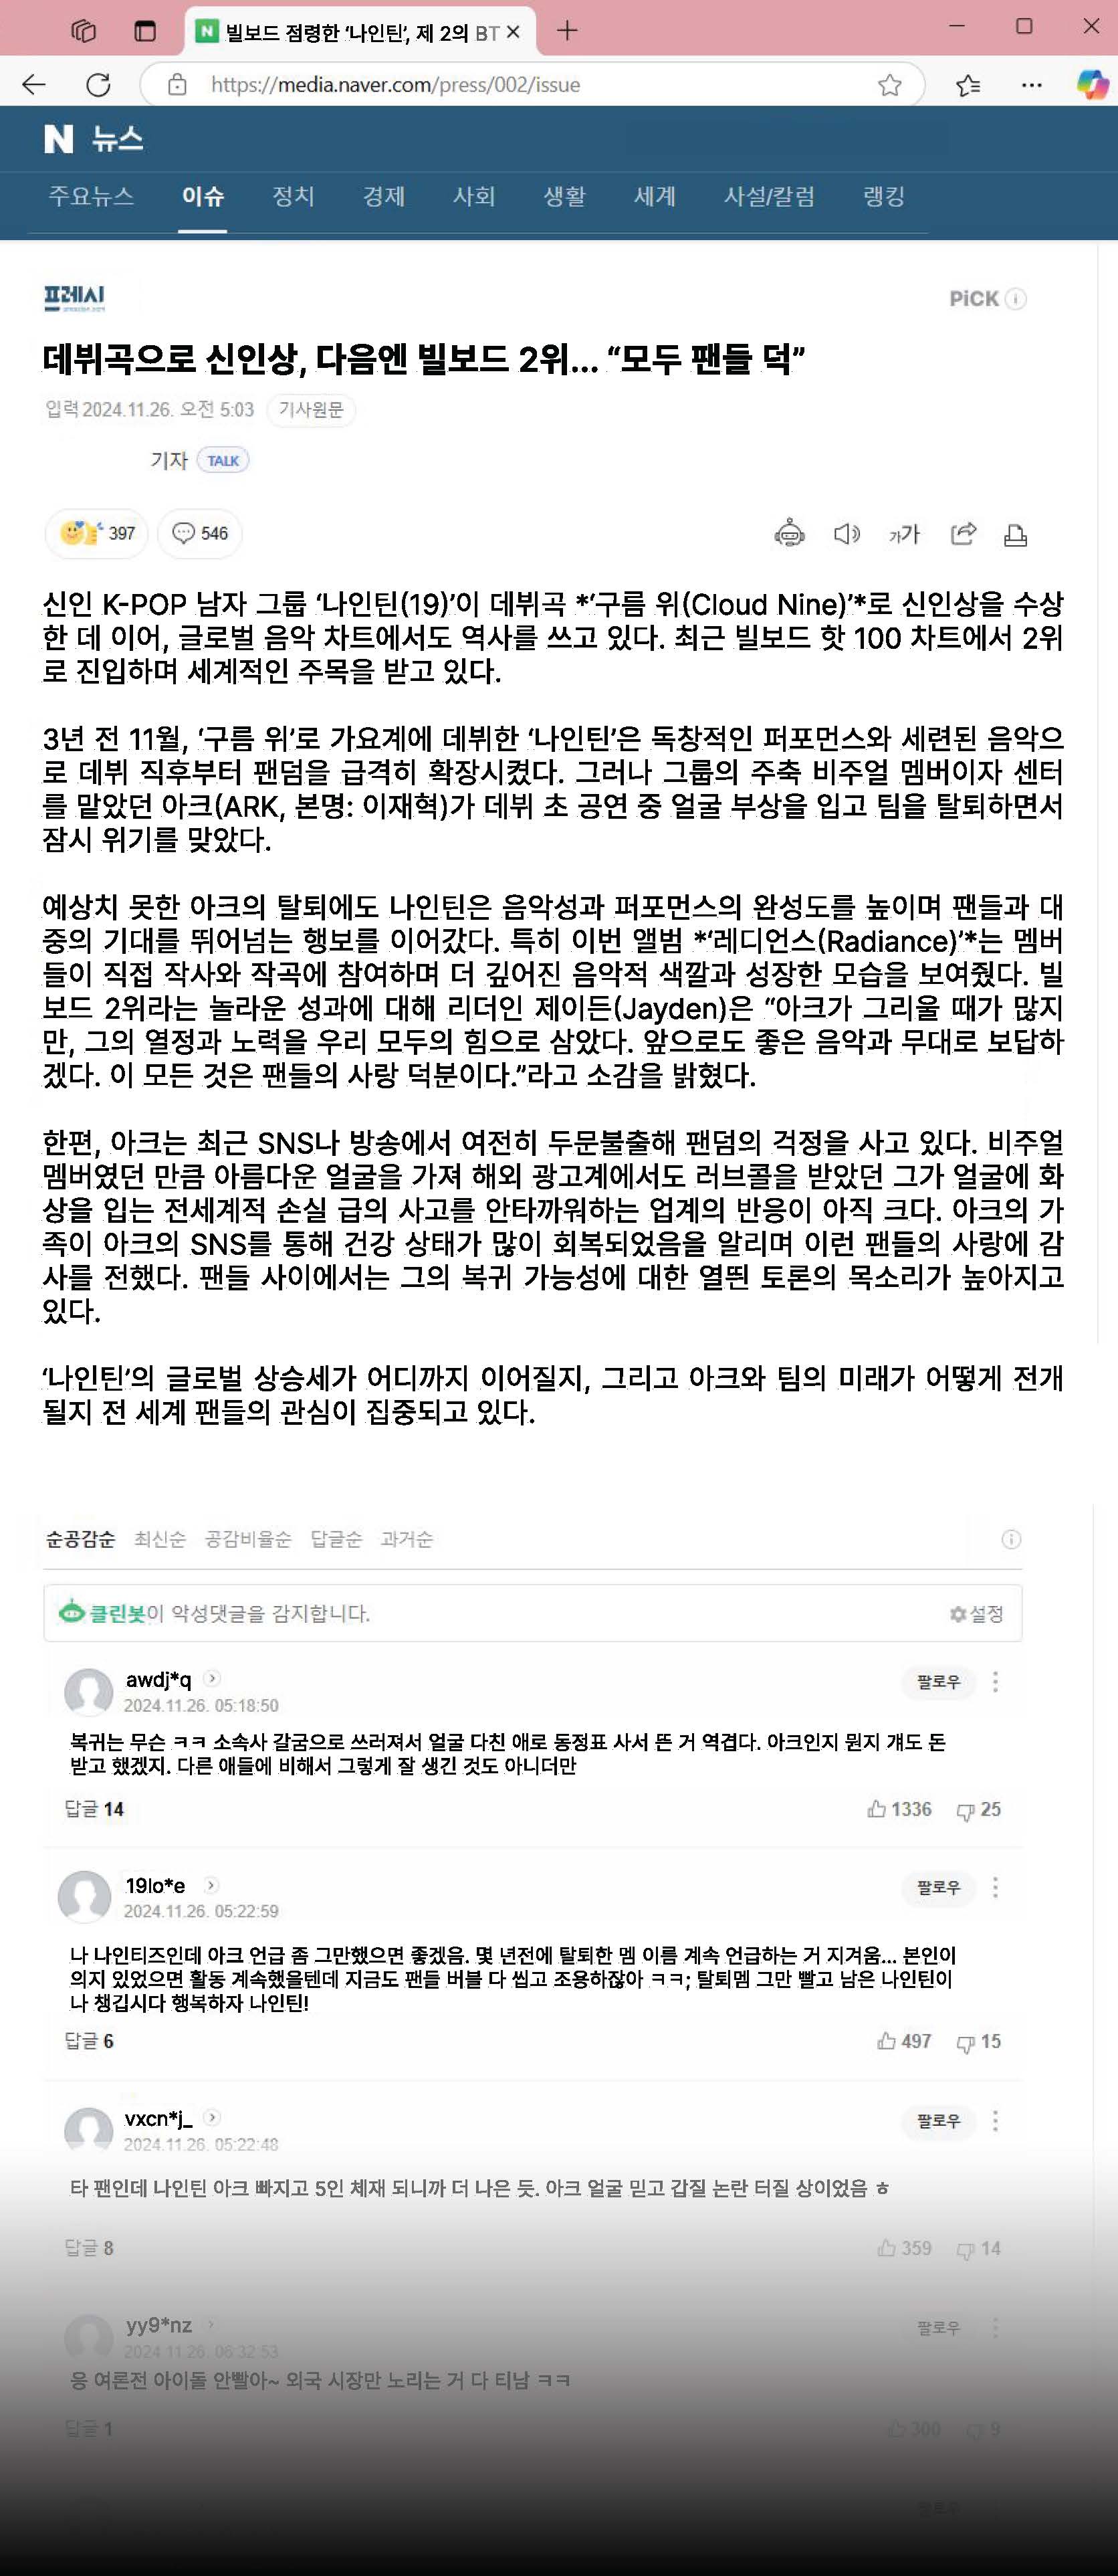 빌보드 점령한 ‘나인틴’, 제 2의 BT
https://media.naver.com/press/002/issue
N 뉴스
주요뉴스 이슈 정치 경제 사회 생활 세계 사설/칼럼 랭킹
프레시
PiCK
데뷔곡으로 신인상, 다음엔 빌보드 2위... “모두 팬들 덕”
입력 2024.11.26. 오전 5:03 기사원문
기자 TALK
397 546
가가
신인 K-POP 남자 그룹 ‘나인틴(19)’이 데뷔곡 *‘구름 위(Cloud Nine)’*로 신인상을 수상
한 데 이어, 글로벌 음악 차트에서도 역사를 쓰고 있다. 최근 빌보드 핫 100 차트에서 2위
로 진입하며 세계적인 주목을 받고 있다.
3년 전 11월, ‘구름 위’로 가요계에 데뷔한 ‘나인틴’은 독창적인 퍼포먼스와 세련된 음악으
로 데뷔 직후부터 팬덤을 급격히 확장시켰다. 그러나 그룹의 주축 비주얼 멤버이자 센터
를 맡았던 아크(ARK, 본명: 이재혁)가 데뷔 초 공연 중 얼굴 부상을 입고 팀을 탈퇴하면서
잠시 위기를 맞았다.
예상치 못한 아크의 탈퇴에도 나인틴은 음악성과 퍼포먼스의 완성도를 높이며 팬들과 대
중의 기대를 뛰어넘는 행보를 이어갔다. 특히 이번 앨범 *‘레디언스(Radiance)’*는 멤버
들이 직접 작사와 작곡에 참여하며 더 깊어진 음악적 색깔과 성장한 모습을 보여줬다. 빌
보드 2위라는 놀라운 성과에 대해 리더인 제이든(Jayden)은 “아크가 그리울 때가 많지
만, 그의 열정과 노력을 우리 모두의 힘으로 삼았다. 앞으로도 좋은 음악과 무대로 보답하
겠다. 이 모든 것은 팬들의 사랑 덕분이다.”라고 소감을 밝혔다.
한편, 아크는 최근 SNS나 방송에서 여전히 두문불출해 팬덤의 걱정을 사고 있다. 비주얼
멤버였던 만큼 아름다운 얼굴을 가져 해외 광고계에서도 러브콜을 받았던 그가 얼굴에 화
상을 입는 전세계적 손실 급의 사고를 안타까워하는 업계의 반응이 아직 크다. 아크의 가
족이 아크의 SNS를 통해 건강 상태가 많이 회복되었음을 알리며 이런 팬들의 사랑에 감
사를 전했다. 팬들 사이에서는 그의 복귀 가능성에 대한 열띤 토론의 목소리가 높아지고
있다.
‘나인틴’의 글로벌 상승세가 어디까지 이어질지, 그리고 아크와 팀의 미래가 어떻게 전개
될지 전 세계 팬들의 관심이 집중되고 있다.
순공감순 최신순 공감비율순 답글순 과거순
클린봇이 악성댓글을 감지합니다. 설정
awdj*q 팔로우
2024.11.26. 05:18:50
복귀는 무슨 ㅋㅋ 소속사 갈굼으로 쓰러져서 얼굴 다친 애로 동정표 사서 뜬 거 역겹다. 아크인지 뭔지 걔도 돈
받고 했겠지. 다른 애들에 비해서 그렇게 잘 생긴 것도 아니더만
답글 14 1336 25
19lo*e 팔로우
2024.11.26. 05:22:59
나 나인티즈인데 아크 언급 좀 그만했으면 좋겠음. 몇 년전에 탈퇴한 멤 이름 계속 언급하는 거 지겨움... 본인이
의지 있었으면 활동 계속했을텐데 지금도 팬들 버블 다 씹고 조용하잖아 ㅋㅋ; 탈퇴멤 그만 빨고 남은 나인틴이
나 챙깁시다 행복하자 나인틴!
답글 6 497 15
vxcn*j_ 팔로우
2024.11.26. 05:22:48
타 팬인데 나인틴 아크 빠지고 5인 체재 되니까 더 나은 듯. 아크 얼굴 믿고 갑질 논란 터질 상이었음 ㅎ
답글 8 359 14
yy9*nz 팔로우
2024.11.26. 06:32:53
응 여론전 아이돌 안빨아~ 외국 시장만 노리는 거 다 티남 ㅋㅋ
답글 1 300 9
팔로우